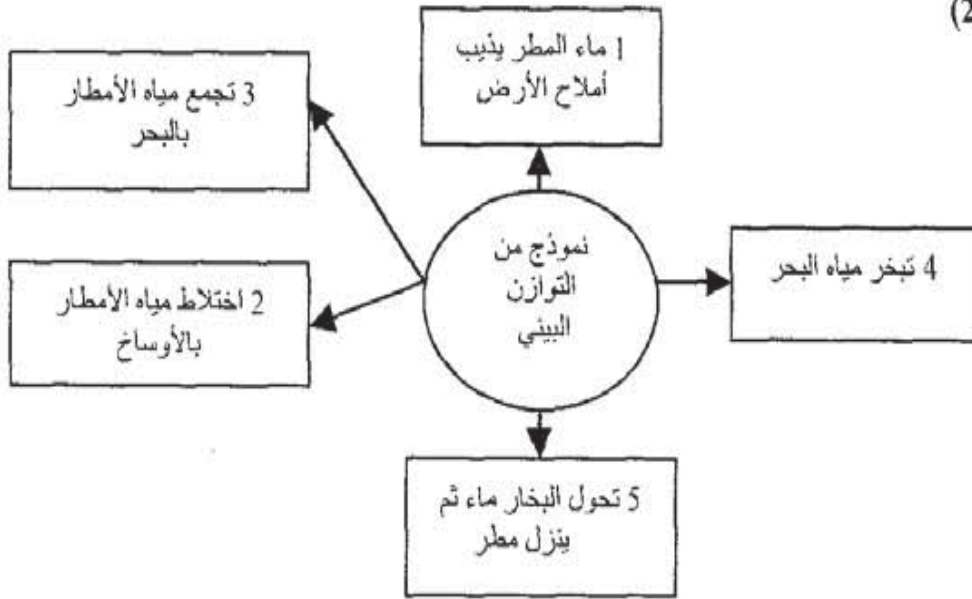 (2
1 ماء المطر يذيب
أملاح الأرض
3 تجمع مياه الأمطار
بالبحر
نموذج من
التوازن
البيئي
4 تبخر مياه البحر
2 اختلاط مياه الأمطار
بالأوساخ
5 تحول البخار ماء ثم
ينزل مطر